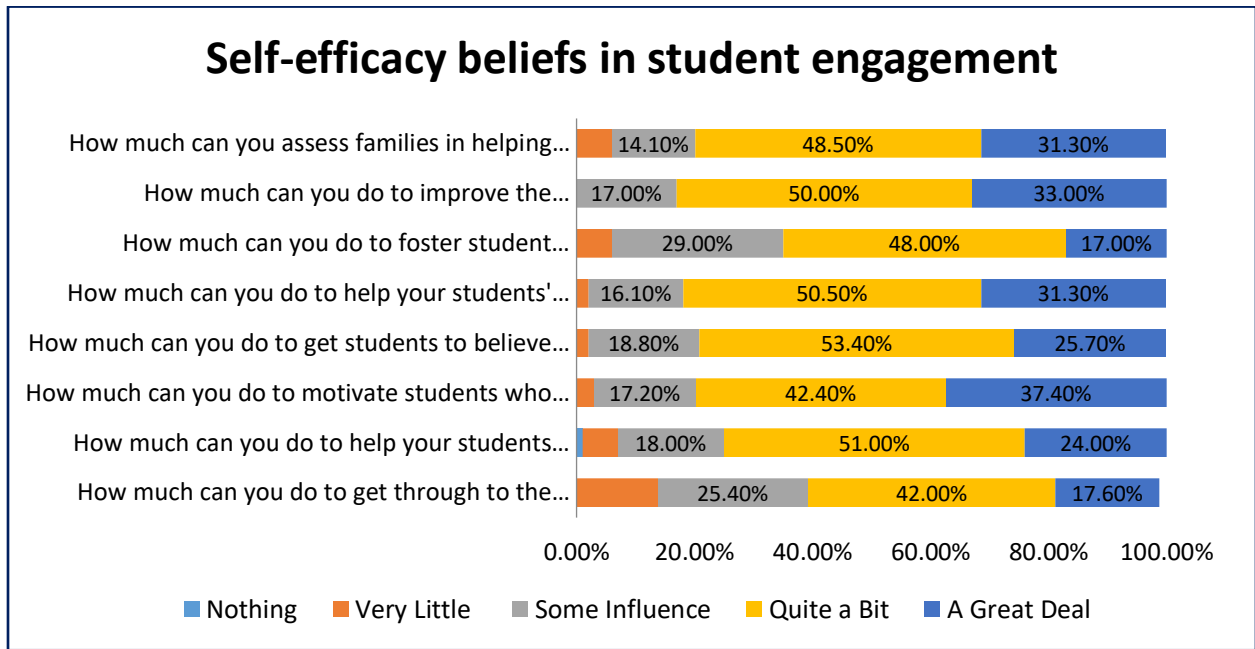 Self-efficacy beliefs in student engagement
How much can you assess families in helping... 14.10% 48.50% 31.30%
How much can you do to improve the... 17.00% 50.00% 33.00%
How much can you do to foster student... 29.00% 48.00% 17.00%
How much can you do to help your students'... 16.10% 50.50% 31.30%
How much can you do to get students to believe... 18.80% 53.40% 25.70%
How much can you do to motivate students who... 17.20% 42.40% 37.40%
How much can you do to help your students... 18.00% 51.00% 24.00%
How much can you do to get through to the... 25.40% 42.00% 17.60%
0.00% 20.00% 40.00% 60.00% 80.00% 100.00%
Nothing Very Little Some Influence Quite a Bit A Great Deal